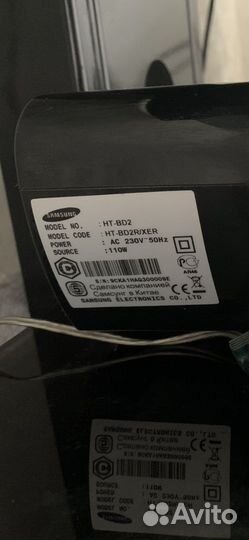 SAMSUNG
MODEL NO. : HT-BD2
MODEL CODE : HT-BD2R/XER
POWER : AC 230V~50Hz
SOURCE : 110W
АЯ46
Сделано компанией
Самсунг в Китае
SAMSUNG ELECTRONICS CO.,LTD
Avito